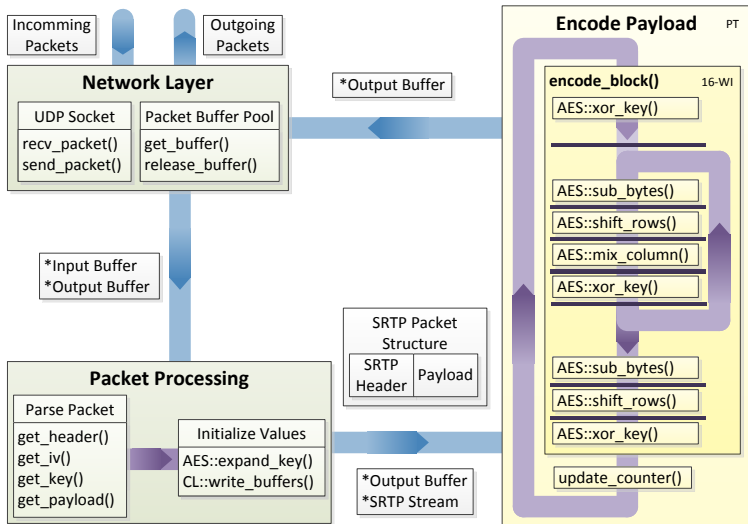 Incomming
Packets
Outgoing
Packets
Network Layer
UDP Socket
recv_packet()
send_packet()
Packet Buffer Pool
get_buffer()
release_buffer()
*Output Buffer
*Input Buffer
*Output Buffer
Packet Processing
Parse Packet
get_header()
get_iv()
get_key()
get_payload()
Initialize Values
AES::expand_key()
CL::write_buffers()
SRTP Packet
Structure
SRTP
Header
Payload
*Output Buffer
*SRTP Stream
Encode Payload
PT
encode_block()
16-WI
AES::xor_key()
AES::sub_bytes()
AES::shift_rows()
AES::mix_column()
AES::xor_key()
AES::sub_bytes()
AES::shift_rows()
AES::xor_key()
update_counter()